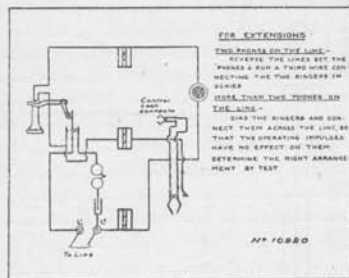 FOR EXTENSIONS
TWO PHONES ON THE LINE –
REVERSE THE LINES BET. THE
'PHONES & RUN A THIRD WIRE CON-
NECTING THE TWO RINGERS IN
SERIES
MORE THAN TWO PHONES ON
THE LINE –
BIAS THE RINGERS AND CON-
NECT THEM ACROSS THE LINE, SO
THAT THE OPERATING IMPULSES
HAVE NO EFFECT ON THEM
DETERMINE THE RIGHT ARRANGE-
MENT BY TEST
Control
contacts
To Line